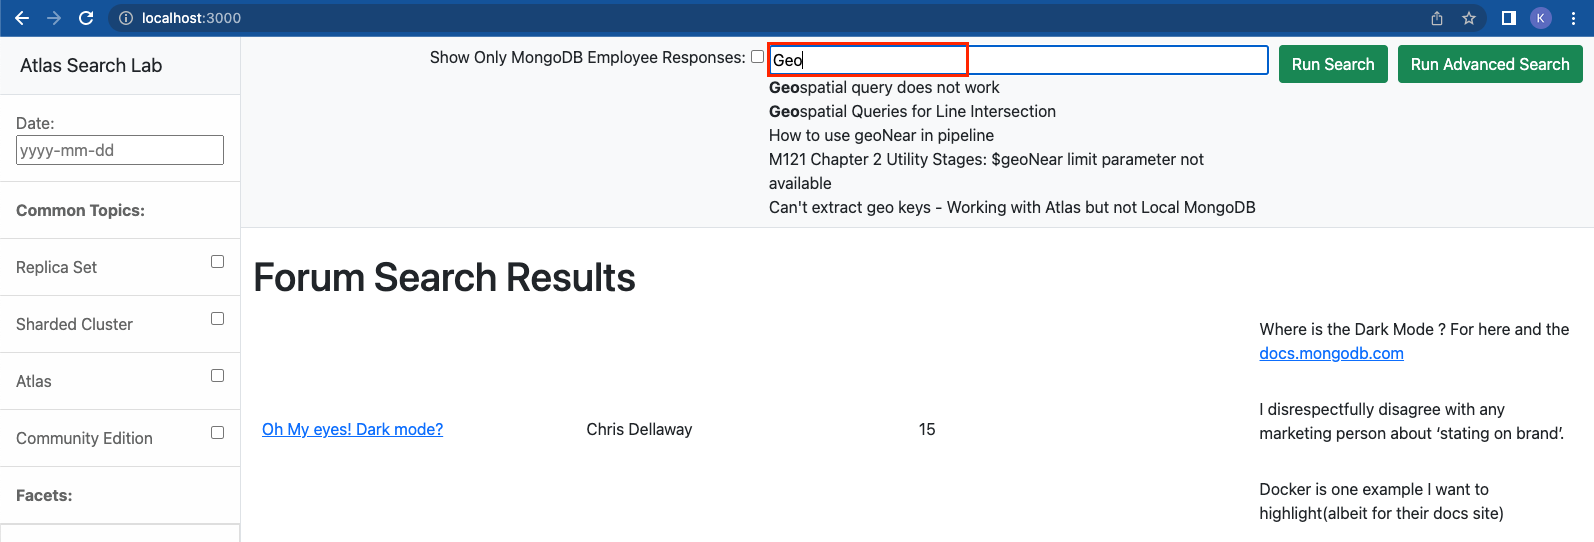 localhost:3000
K
Atlas Search Lab
Show Only MongoDB Employee Responses:
Geo
Run Search
Run Advanced Search
Geospatial query does not work
Geospatial Queries for Line Intersection
How to use geoNear in pipeline
M121 Chapter 2 Utility Stages: $geoNear limit parameter not
available
Can't extract geo keys - Working with Atlas but not Local MongoDB
Date:
yyyy-mm-dd
Common Topics:
Replica Set
Sharded Cluster
Atlas
Community Edition
Facets:
Forum Search Results
Oh My eyes! Dark mode?
Chris Dellaway
15
Where is the Dark Mode ? For here and the
docs.mongodb.com
I disrespectfully disagree with any
marketing person about ‘stating on brand’.
Docker is one example I want to
highlight(albeit for their docs site)